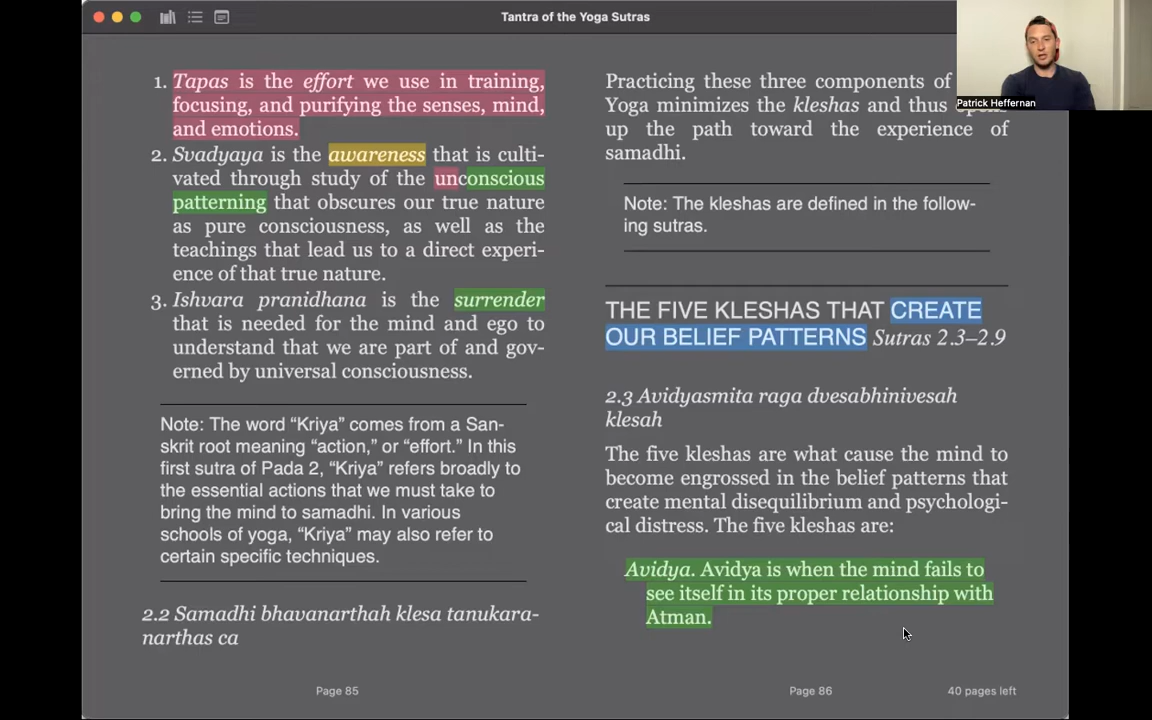 Tantra of the Yoga Sutras
Patrick Heffernan
1. Tapas is the effort we use in training,
focusing, and purifying the senses, mind,
and emotions.
2. Svadyaya is the awareness that is culti-
vated through study of the unconscious
patterning that obscures our true nature
as pure consciousness, as well as the
teachings that lead us to a direct experi-
ence of that true nature.
3. Ishvara pranidhana is the surrender
that is needed for the mind and ego to
understand that we are part of and gov-
erned by universal consciousness.
Note: The word “Kriya” comes from a San-
skrit root meaning “action,” or “effort.” In this
first sutra of Pada 2, “Kriya” refers broadly to
the essential actions that we must take to
bring the mind to samadhi. In various
schools of yoga, “Kriya” may also refer to
certain specific techniques.
2.2 Samadhi bhavanarthah klesa tanukara-
narthas ca
Page 85
Practicing these three components of
Yoga minimizes the kleshas and thus opens
up the path toward the experience of
samadhi.
Note: The kleshas are defined in the follow-
ing sutras.
THE FIVE KLESHAS THAT CREATE
OUR BELIEF PATTERNS Sutras 2.3–2.9
2.3 Avidyasmita raga dvesabhinivesah
klesah
The five kleshas are what cause the mind to
become engrossed in the belief patterns that
create mental disequilibrium and psychologi-
cal distress. The five kleshas are:
Avidya. Avidya is when the mind fails to
see itself in its proper relationship with
Atman.
Page 86
40 pages left